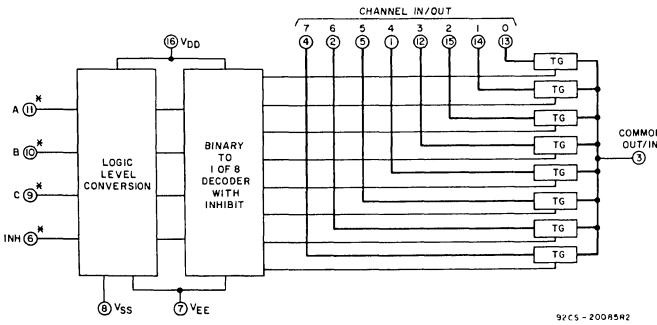 CHANNEL IN/OUT
7 6 5 4 3 2 1 0
4 2 5 1 12 15 14 13
16 VDD
TG
TG
TG
TG
TG
TG
TG
TG
A 11 *
B 10 *
C 9 *
INH 6 *
LOGIC
LEVEL
CONVERSION
BINARY
TO
1 OF 8
DECODER
WITH
INHIBIT
COMMON
OUT/IN
3
8 VSS
7 VEE
92CS-20085R2